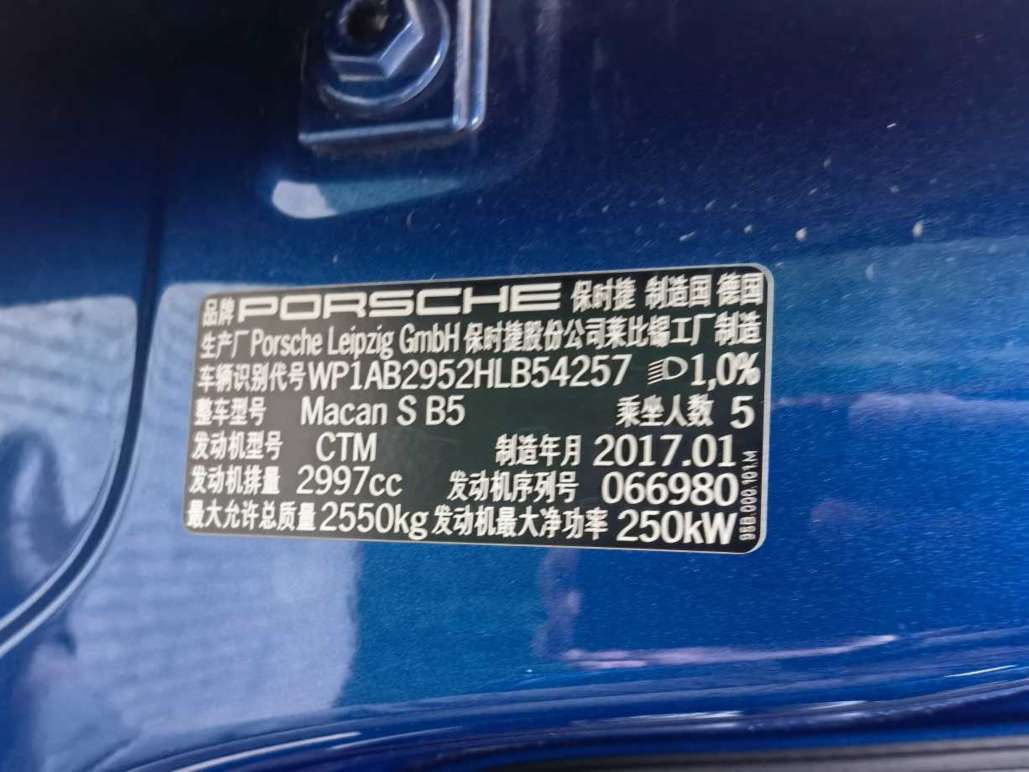 品牌 PORSCHE 保时捷 制造国 德国
生产厂 Porsche Leipzig GmbH 保时捷股份公司莱比锡工厂制造
车辆识别代号 WP1AB2952HLB54257 1,0%
整车型号 Macan S B5 乘坐人数 5
发动机型号 CTM 制造年月 2017.01
发动机排量 2997cc 发动机序列号 066980
最大允许总质量 2550kg 发动机最大净功率 250kW
95B.000.101.M